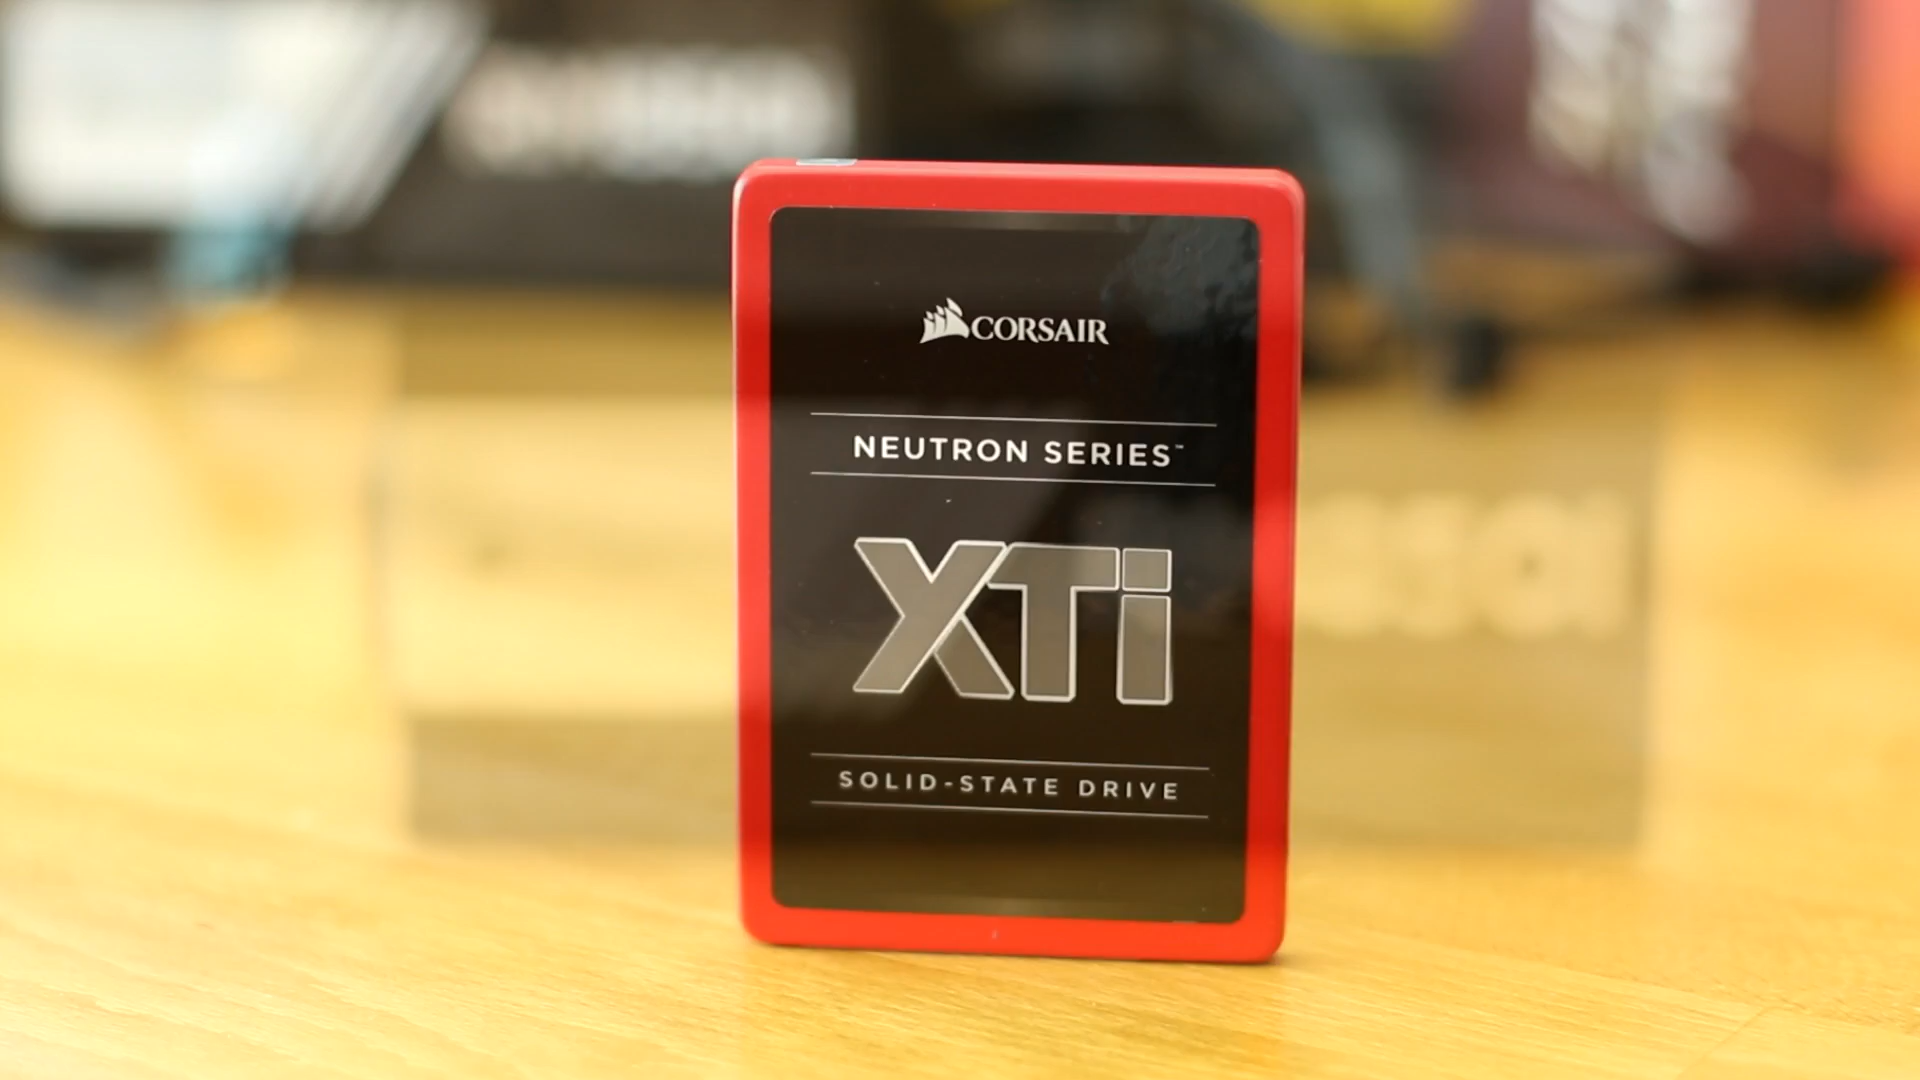 CORSAIR
NEUTRON SERIES™
XTi
SOLID-STATE DRIVE